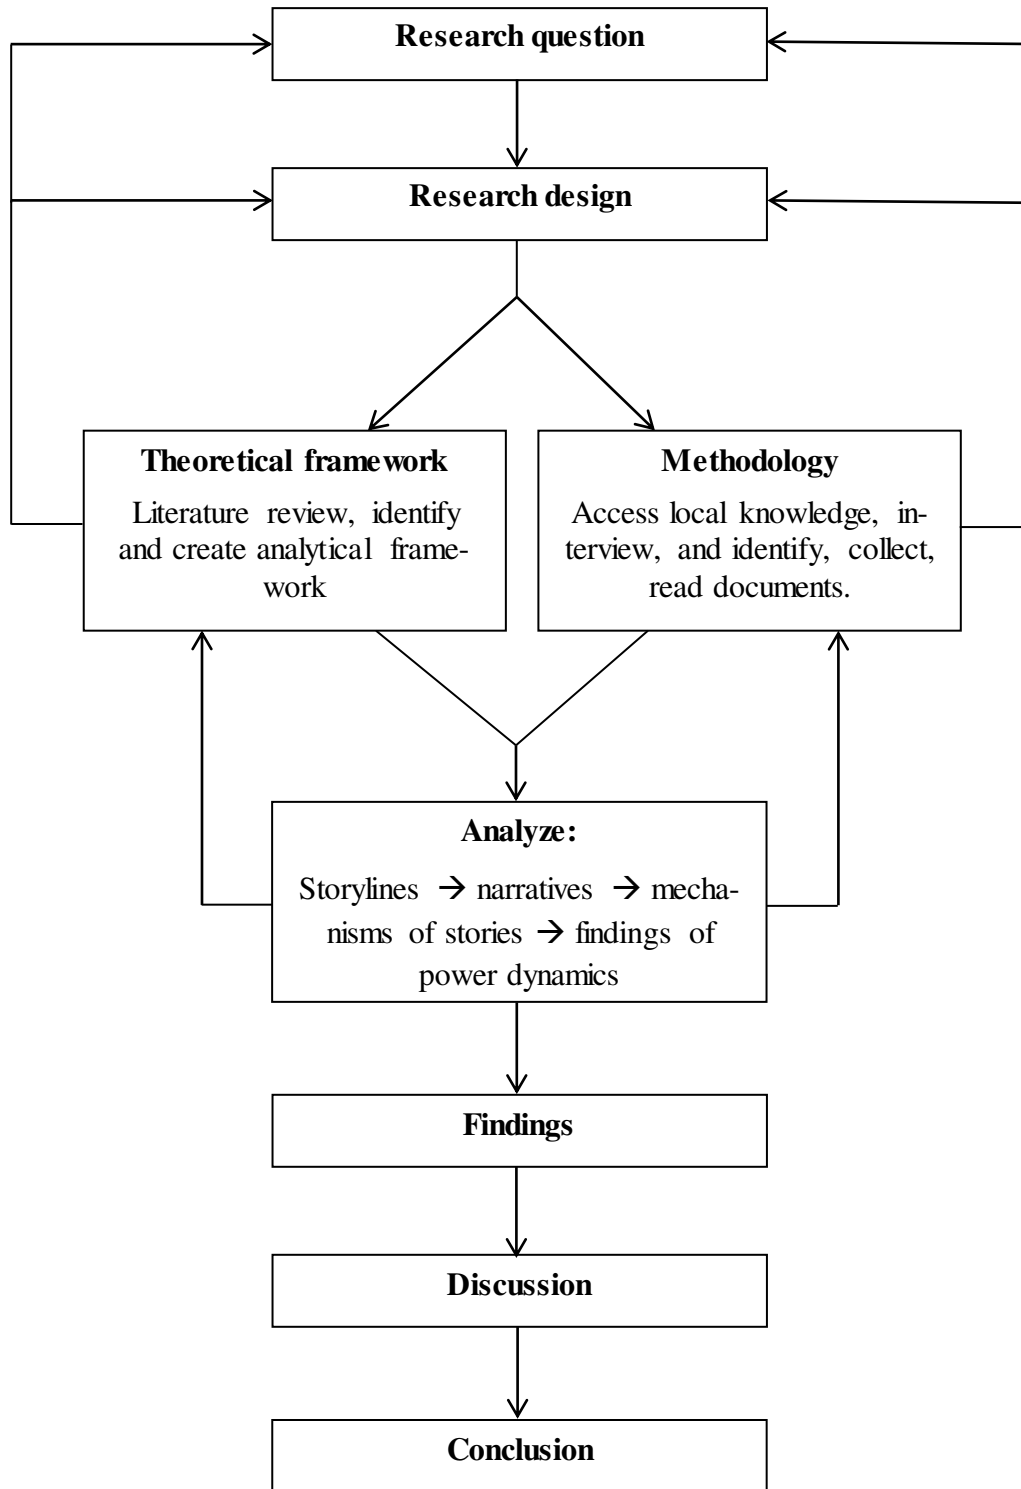 Research question
Research design
Theoretical framework
Literature review, identify
and create analytical frame-
work
Methodology
Access local knowledge, in-
terview, and identify, collect,
read documents.
Analyze:
Storylines → narratives → mecha-
nisms of stories → findings of
power dynamics
Findings
Discussion
Conclusion